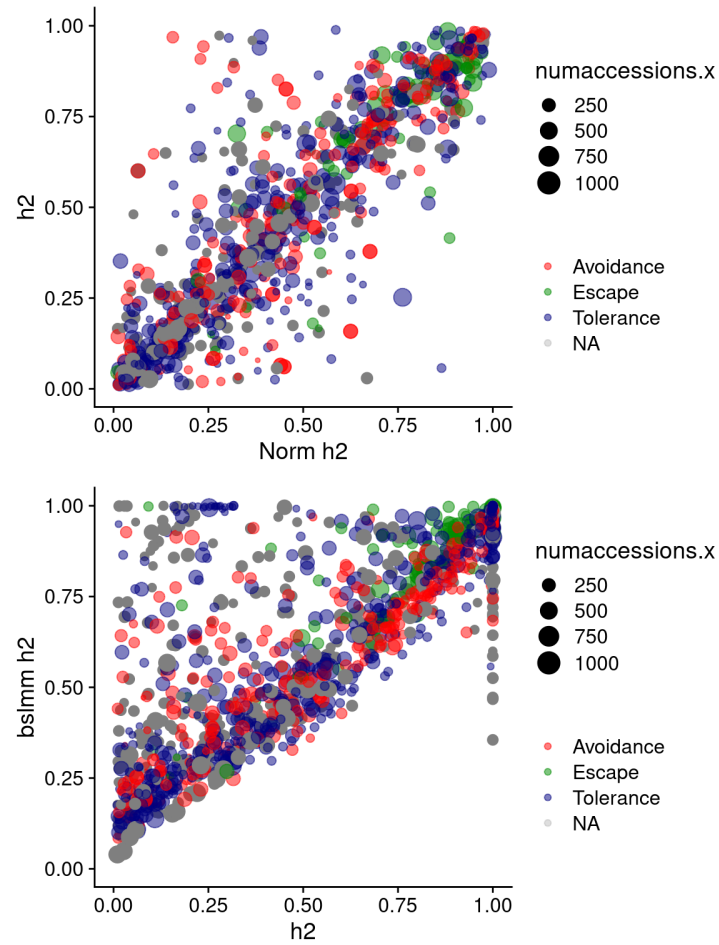 1.00
0.75
0.50
0.25
0.00
h2
0.00 0.25 0.50 0.75 1.00
Norm h2
numaccessions.x
250
500
750
1000
Avoidance
Escape
Tolerance
NA
1.00
0.75
0.50
0.25
0.00
bslmm h2
0.00 0.25 0.50 0.75 1.00
h2
numaccessions.x
250
500
750
1000
Avoidance
Escape
Tolerance
NA